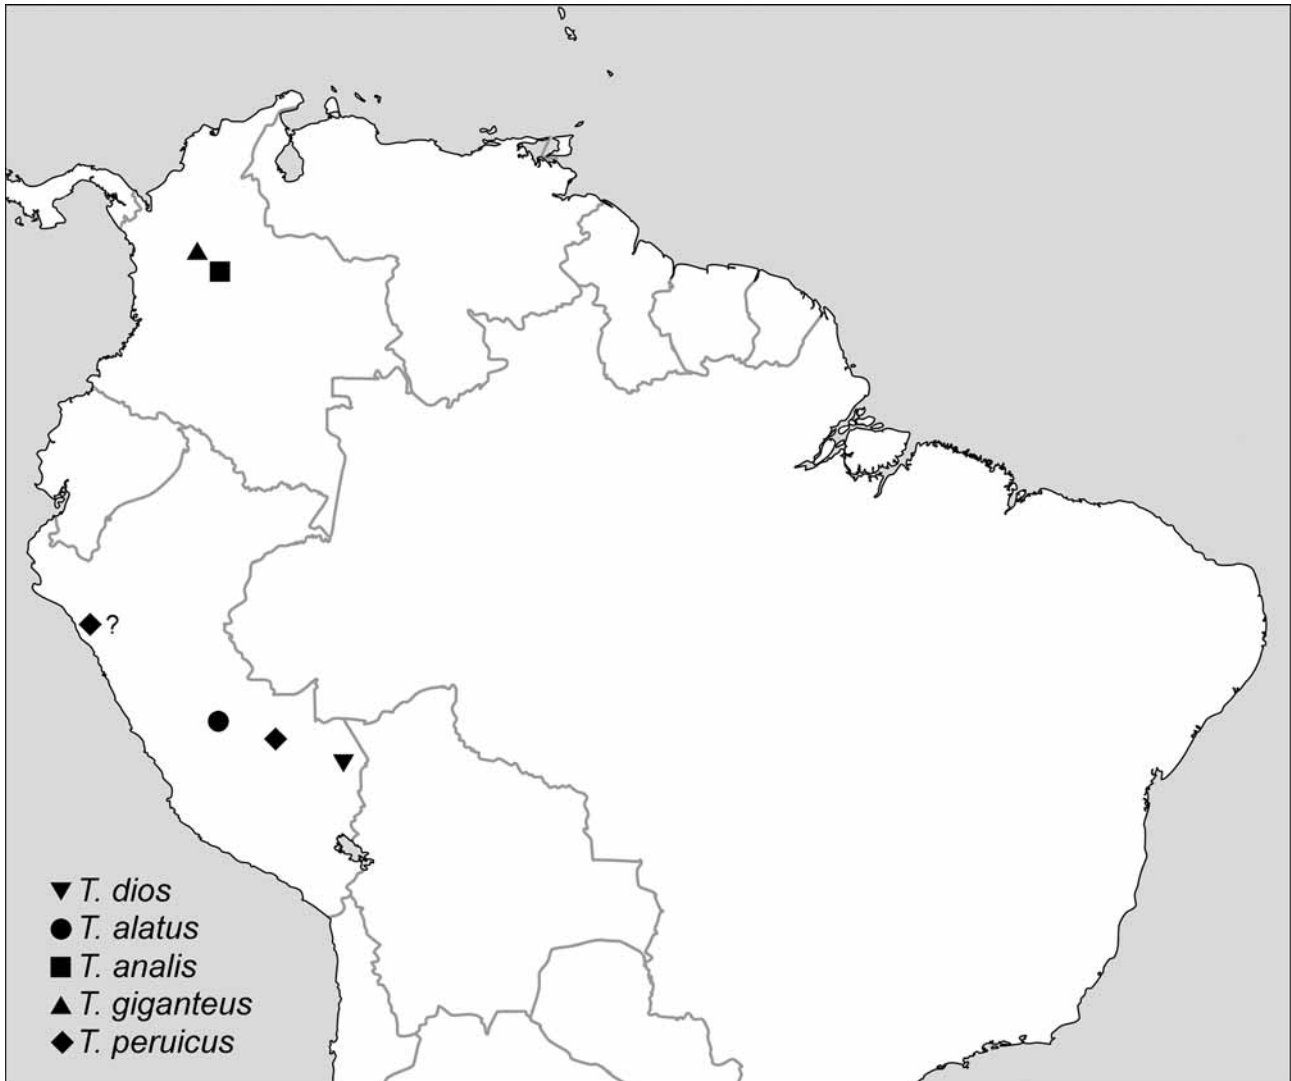 ?
T. dios
T. alatus
T. analis
T. giganteus
T. peruicus